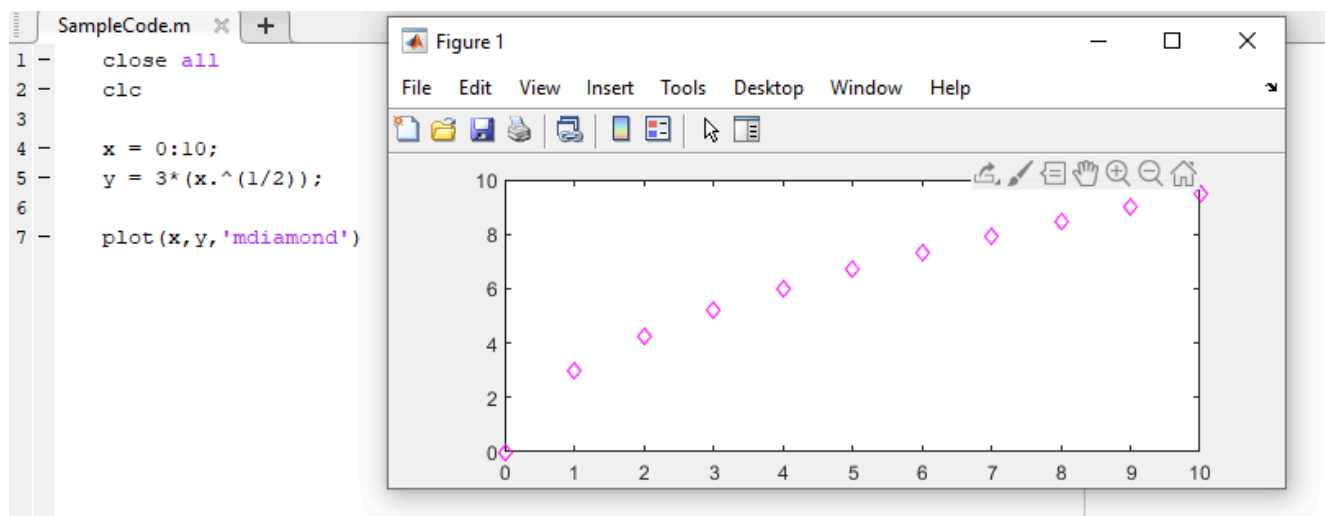 SampleCode.m
1 - close all
2 - clc
3
4 - x = 0:10;
5 - y = 3*(x.^(1/2));
6
7 - plot(x,y,'mdiamond')
Figure 1
File Edit View Insert Tools Desktop Window Help
10
8
6
4
2
0
0 1 2 3 4 5 6 7 8 9 10